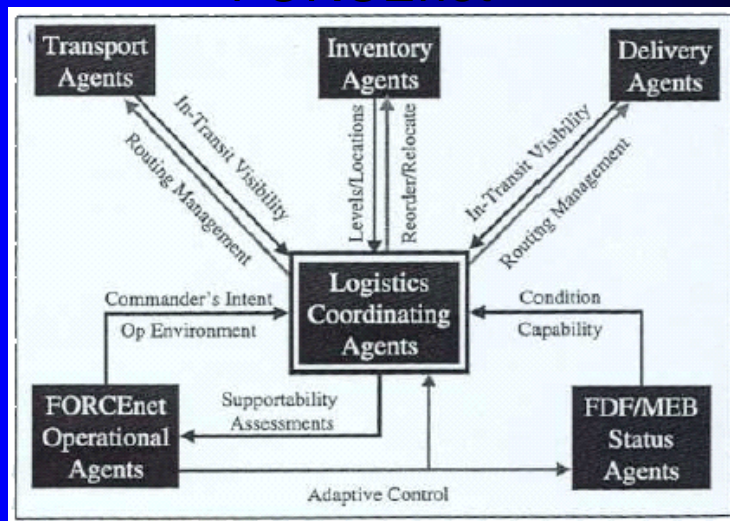 FORCEnet
Transport
Agents
Inventory
Agents
Delivery
Agents
In-Transit Visibility
Routing Management
Levels/Locations
Reorder/Relocate
In-Transit Visibility
Routing Management
Commander's Intent
Op Environment
Logistics
Coordinating
Agents
Condition
Capability
FORCEnet
Operational
Agents
Supportability
Assessments
FDF/MEB
Status
Agents
Adaptive Control